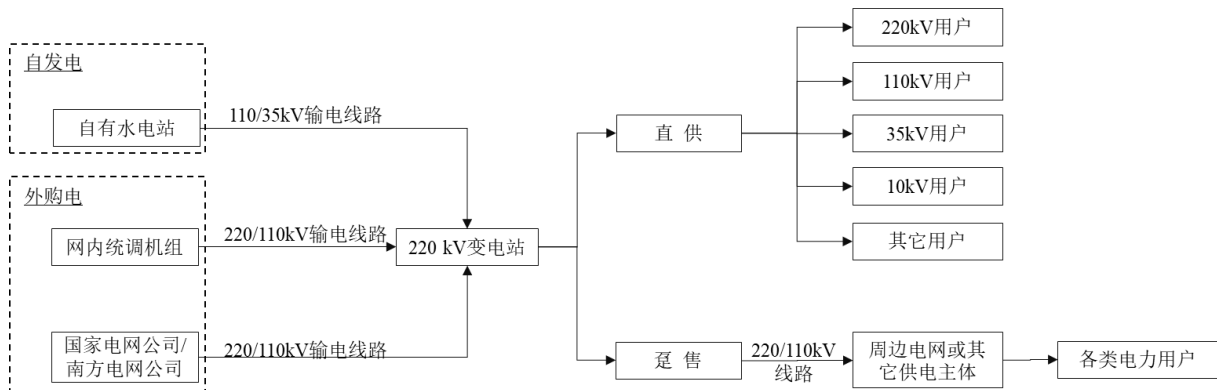 自发电
自有水电站
110/35kV输电线路
外购电
网内统调机组
220/110kV输电线路
国家电网公司/
南方电网公司
220/110kV输电线路
220 kV变电站
直 供
220kV用户
110kV用户
35kV用户
10kV用户
其它用户
趸 售
220/110kV
线路
周边电网或其
它供电主体
各类电力用户